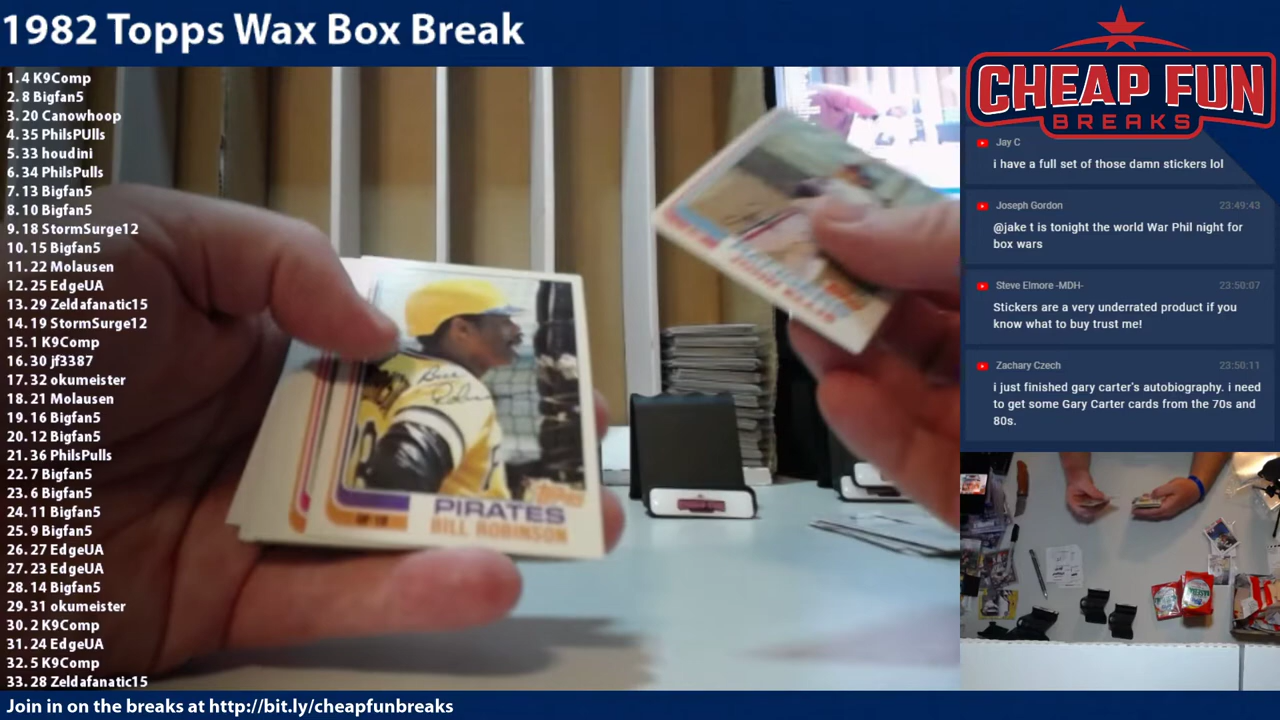 1982 Topps Wax Box Break
1. 4 K9Comp
2. 8 Bigfan5
3. 20 Canowhoop
4. 35 PhilsPUlls
5. 33 houdini
6. 34 PhilsPulls
7. 13 Bigfan5
8. 10 Bigfan5
9. 18 StormSurge12
10. 15 Bigfan5
11. 22 Molausen
12. 25 EdgeUA
13. 29 Zeldafanatic15
14. 19 StormSurge12
15. 1 K9Comp
16. 30 jf3387
17. 32 okumeister
18. 21 Molausen
19. 16 Bigfan5
20. 12 Bigfan5
21. 36 PhilsPulls
22. 7 Bigfan5
23. 6 Bigfan5
24. 11 Bigfan5
25. 9 Bigfan5
26. 27 EdgeUA
27. 23 EdgeUA
28. 14 Bigfan5
29. 31 okumeister
30. 2 K9Comp
31. 24 EdgeUA
32. 5 K9Comp
33. 28 Zeldafanatic15
Topps
PIRATES
OF-1B
BILL ROBINSON
CHEAP FUN
BREAKS
Jay C
i have a full set of those damn stickers lol
Joseph Gordon 23:49:43
@jake t is tonight the world War Phil night for
box wars
Steve Elmore -MDH- 23:50:07
Stickers are a very underrated product if you
know what to buy trust me!
Zachary Czech 23:50:11
i just finished gary carter's autobiography. i need
to get some Gary Carter cards from the 70s and
80s.
Join in on the breaks at http://bit.ly/cheapfunbreaks